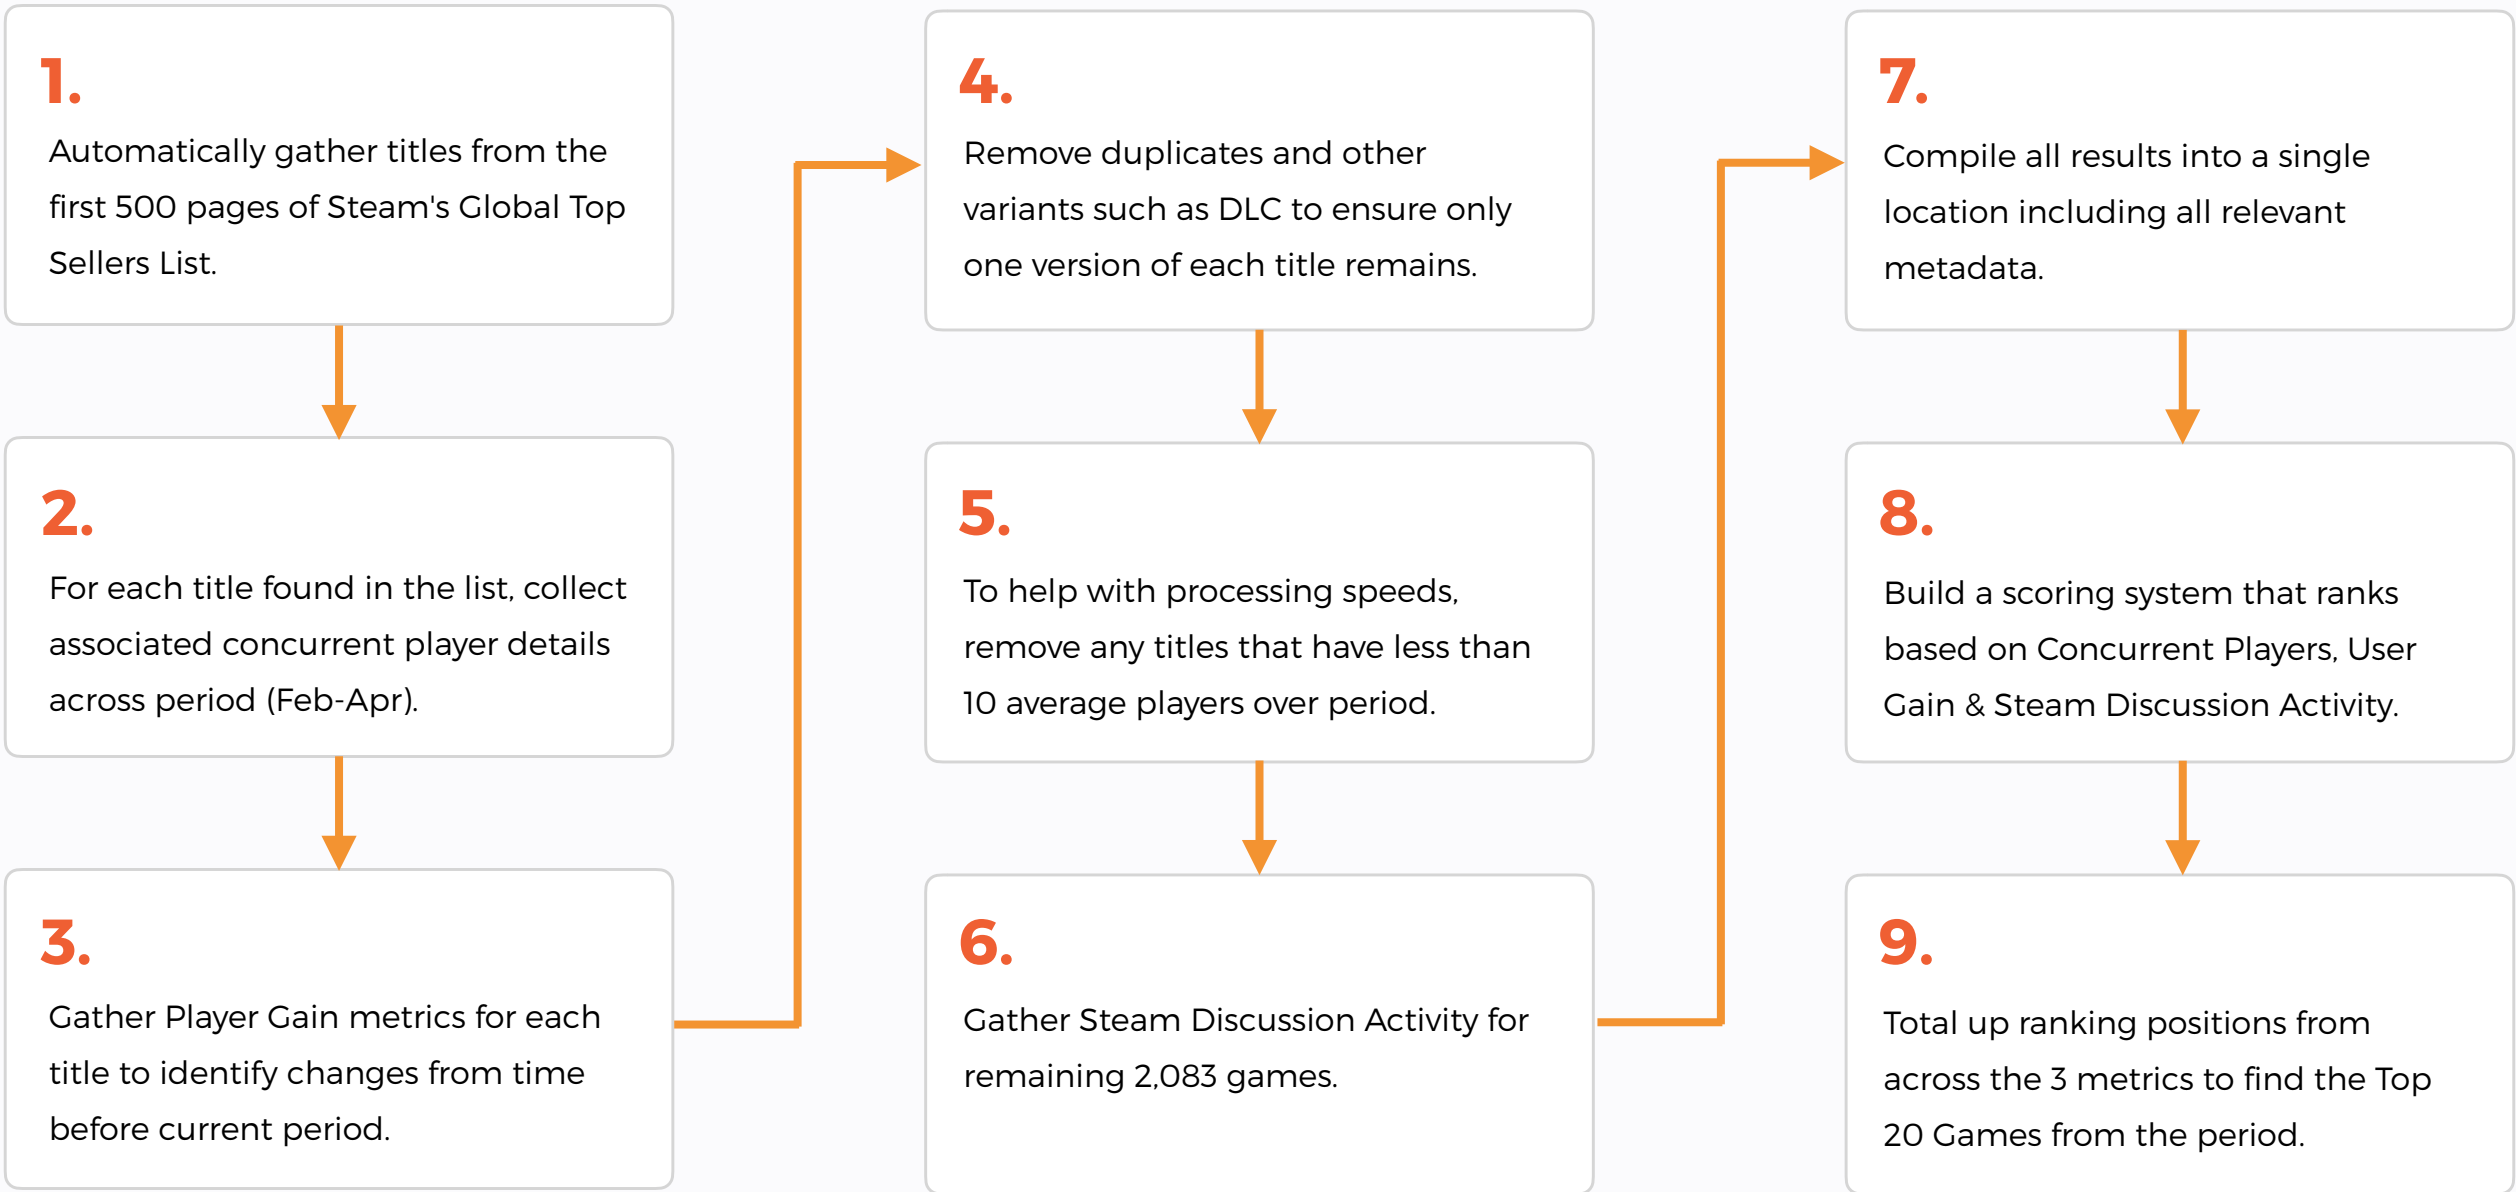 1.
Automatically gather titles from the
first 500 pages of Steam's Global Top
Sellers List.
2.
For each title found in the list, collect
associated concurrent player details
across period (Feb-Apr).
3.
Gather Player Gain metrics for each
title to identify changes from time
before current period.
4.
Remove duplicates and other
variants such as DLC to ensure only
one version of each title remains.
5.
To help with processing speeds,
remove any titles that have less than
10 average players over period.
6.
Gather Steam Discussion Activity for
remaining 2,083 games.
7.
Compile all results into a single
location including all relevant
metadata.
8.
Build a scoring system that ranks
based on Concurrent Players, User
Gain & Steam Discussion Activity.
9.
Total up ranking positions from
across the 3 metrics to find the Top
20 Games from the period.